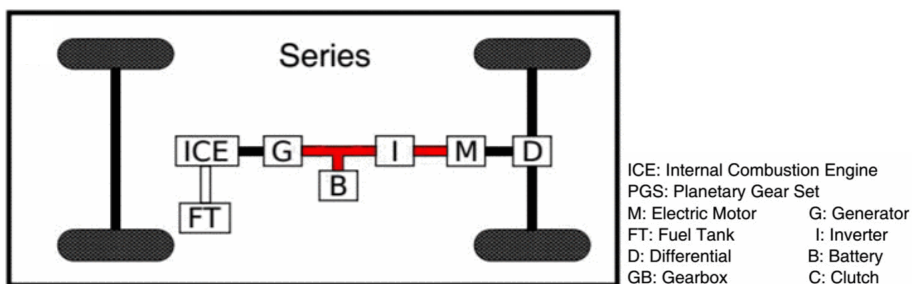 Series
ICE G I M D
B
FT
ICE: Internal Combustion Engine
PGS: Planetary Gear Set
M: Electric Motor G: Generator
FT: Fuel Tank I: Inverter
D: Differential B: Battery
GB: Gearbox C: Clutch